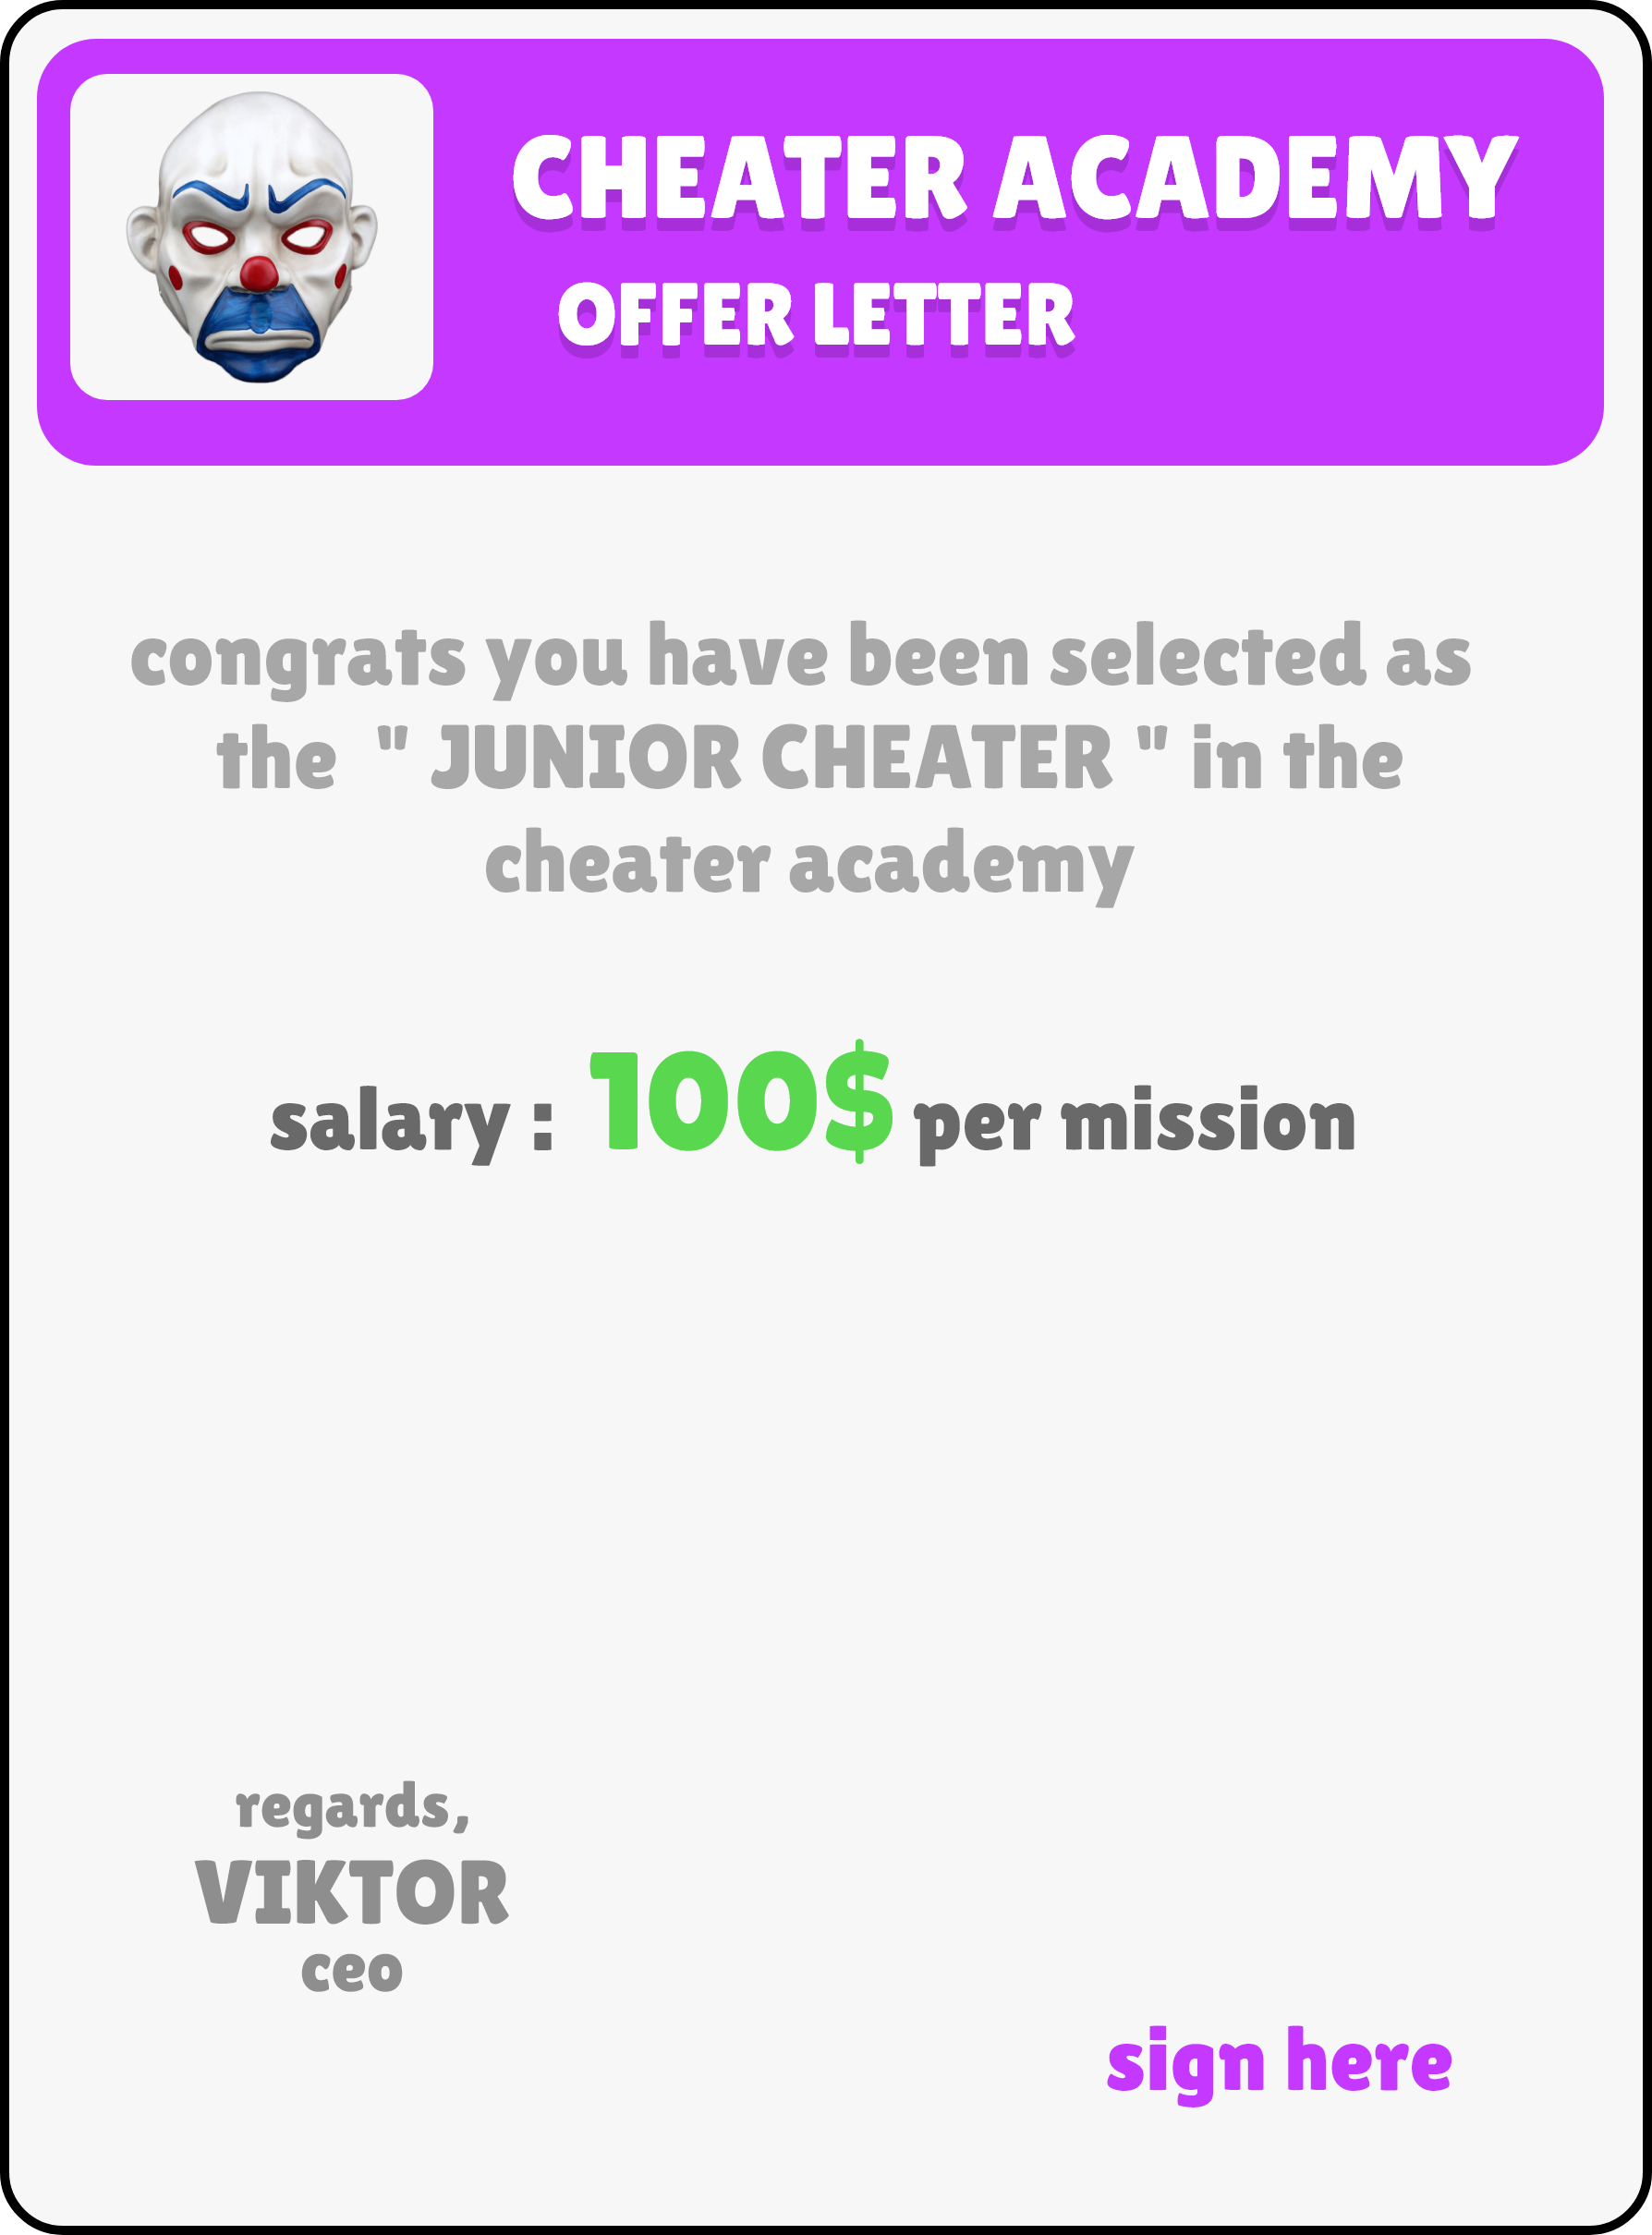 CHEATER ACADEMY
OFFER LETTER
congrats you have been selected as
the " JUNIOR CHEATER " in the
cheater academy
salary : 100$ per mission
regards,
VIKTOR
ceo
sign here